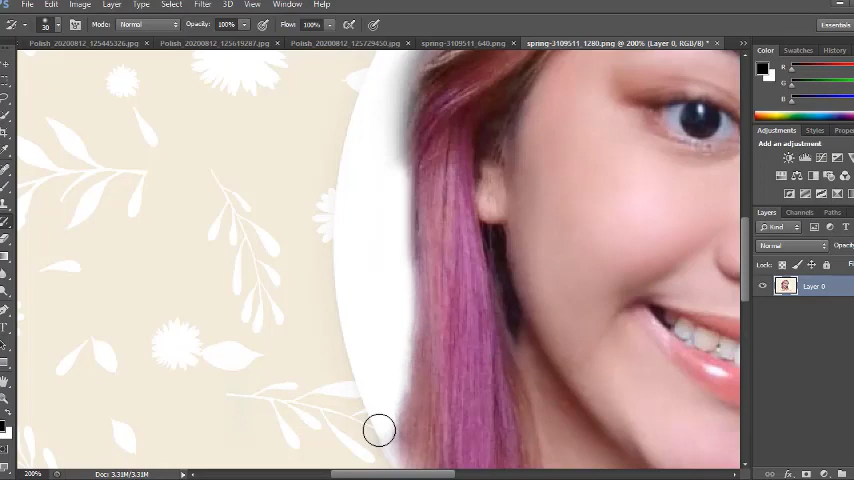 File Edit Image Layer Type Select Filter 3D View Window Help
30 Mode: Normal Opacity: 100% Flow: 100% Essentials
Polish_20200812_125445326.jpg × Polish_20200812_125619287.jpg × Polish_20200812_125729450.jpg × spring-3109511_640.png × spring-3109511_1280.png @ 200% (Layer 0, RGB/8) * ×
Color Swatches History
R
G
B
Adjustments Styles
Add an adjustment
Layers Channels Paths
Kind
Normal
Lock:
Layer 0
200% Doc: 3.31M/3.31M
fx